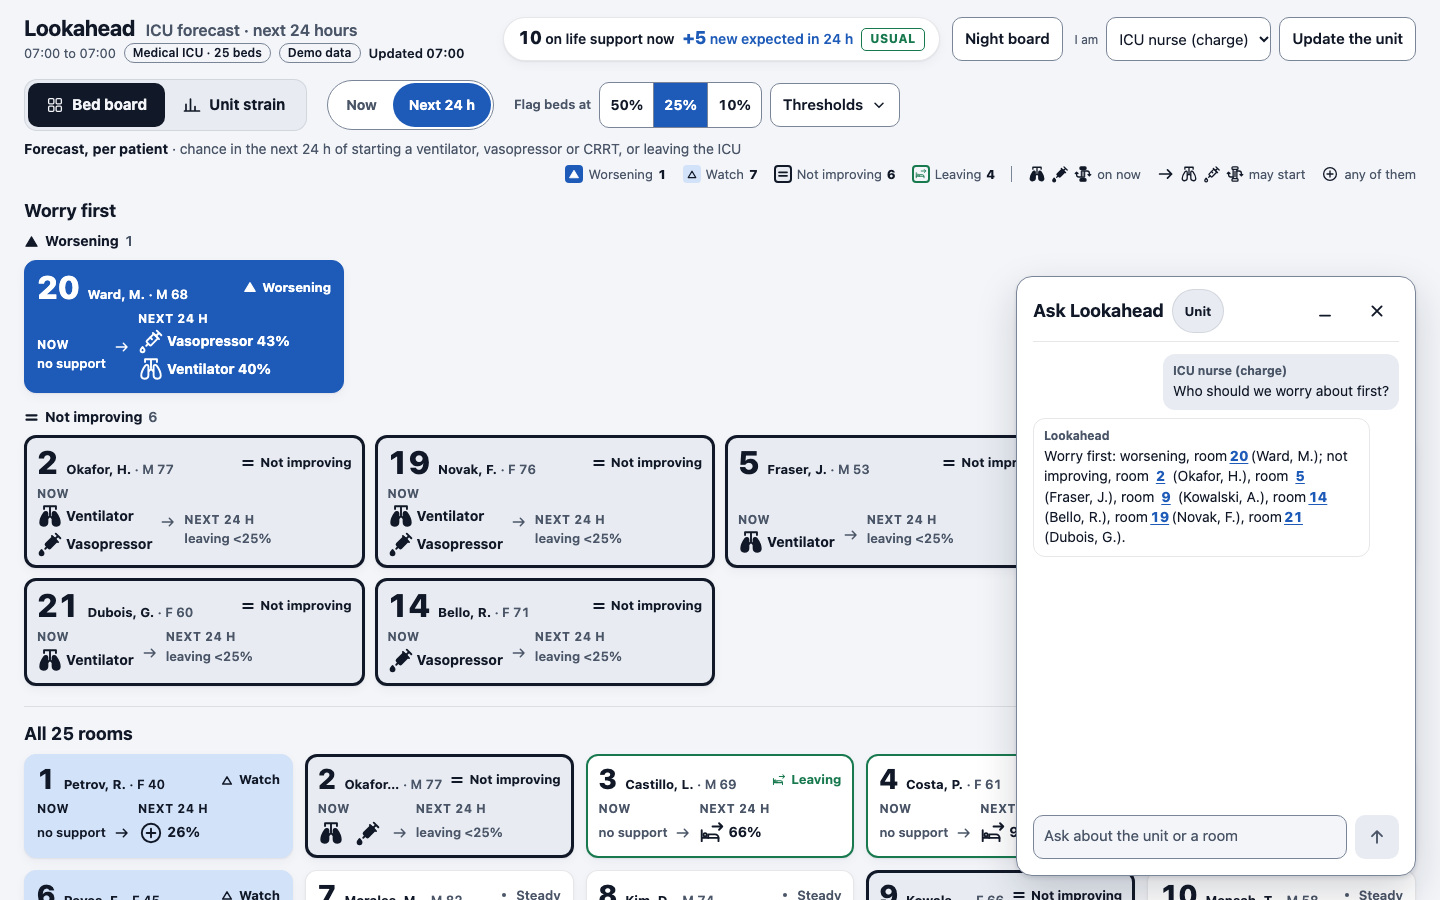 Lookahead ICU forecast · next 24 hours
07:00 to 07:00 Medical ICU · 25 beds Demo data Updated 07:00
10 on life support now +5 new expected in 24 h USUAL
Night board
I am ICU nurse (charge)
Update the unit
Bed board Unit strain
Now Next 24 h
Flag beds at 50% 25% 10%
Thresholds
Forecast, per patient · chance in the next 24 h of starting a ventilator, vasopressor or CRRT, or leaving the ICU
Worsening 1 Watch 7 Not improving 6 Leaving 4 on now may start any of them
Worry first
Worsening 1
20 Ward, M. · M 68 Worsening
NOW
no support
NEXT 24 H
Vasopressor 43%
Ventilator 40%
Not improving 6
2 Okafor, H. · M 77 Not improving
NOW
Ventilator
Vasopressor
NEXT 24 H
leaving <25%
19 Novak, F. · F 76 Not improving
NOW
Ventilator
Vasopressor
NEXT 24 H
leaving <25%
5 Fraser, J. · M 53 Not impr
NOW
Ventilator
NEXT 24 H
leaving <25%
21 Dubois, G. · F 60 Not improving
NOW
Ventilator
NEXT 24 H
leaving <25%
14 Bello, R. · F 71 Not improving
NOW
Vasopressor
NEXT 24 H
leaving <25%
All 25 rooms
1 Petrov, R. · F 40 Watch
NOW
no support
NEXT 24 H
26%
2 Okafor... · M 77 Not improving
NOW
NEXT 24 H
leaving <25%
3 Castillo, L. · M 69 Leaving
NOW
no support
NEXT 24 H
66%
4 Costa, P. · F 61
NOW
no support
NEXT
9
6 Watch
7 Steady
8 Steady
9 Not improving
10 Steady
Ask Lookahead Unit
ICU nurse (charge)
Who should we worry about first?
Lookahead
Worry first: worsening, room 20 (Ward, M.); not
improving, room 2 (Okafor, H.), room 5
(Fraser, J.), room 9 (Kowalski, A.), room 14
(Bello, R.), room 19 (Novak, F.), room 21
(Dubois, G.).
Ask about the unit or a room